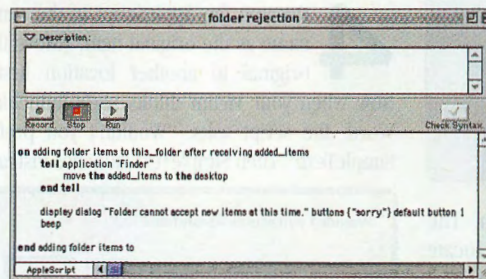 folder rejection
Description:
Record Stop Run Check Syntax
on adding folder items to this_folder after receiving added_items
tell application "Finder"
move the added_items to the desktop
end tell
display dialog "Folder cannot accept new items at this time." buttons {"sorry"} default button 1
beep
end adding folder items to
AppleScript